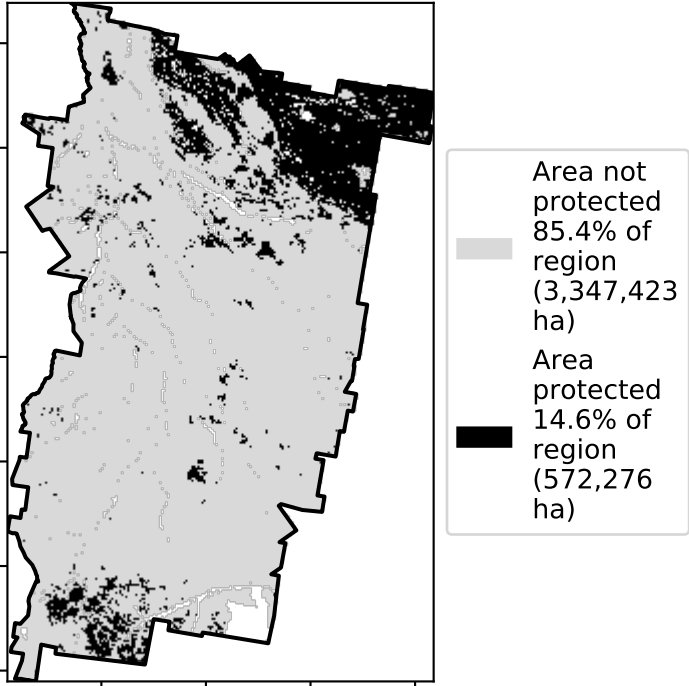 Area not
protected
85.4% of
region
(3,347,423
ha)
Area
protected
14.6% of
region
(572,276
ha)